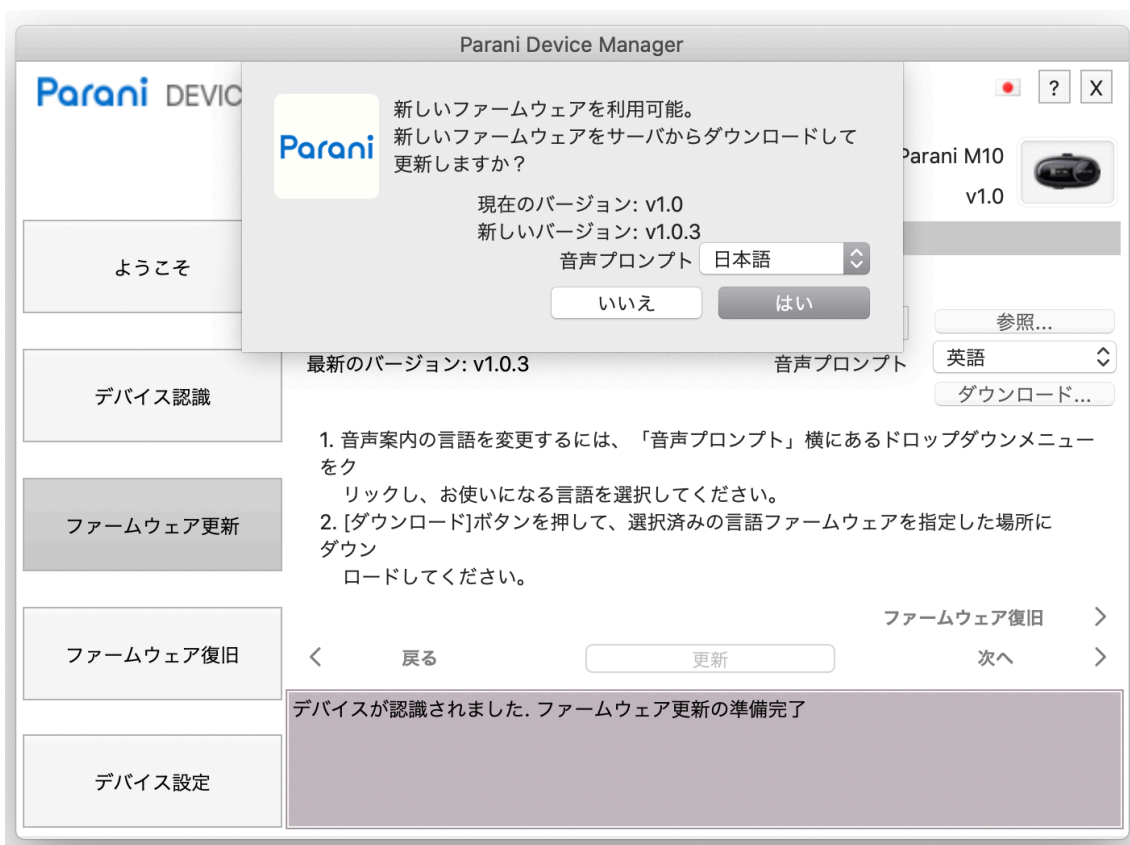 Parani Device Manager
Parani DEVIC
? X
Parani
新しいファームウェアを利用可能。
新しいファームウェアをサーバからダウンロードして
更新しますか？
現在のバージョン: v1.0
新しいバージョン: v1.0.3
音声プロンプト 日本語
いいえ はい
Parani M10
v1.0
ようこそ
デバイス認識
ファームウェア更新
ファームウェア復旧
デバイス設定
参照...
最新のバージョン: v1.0.3 音声プロンプト 英語
ダウンロード...
1. 音声案内の言語を変更するには、「音声プロンプト」横にあるドロップダウンメニュー
をク
リックし、お使いになる言語を選択してください。
2. [ダウンロード]ボタンを押して、選択済みの言語ファームウェアを指定した場所に
ダウン
ロードしてください。
ファームウェア復旧 >
< 戻る 更新 次へ >
デバイスが認識されました. ファームウェア更新の準備完了